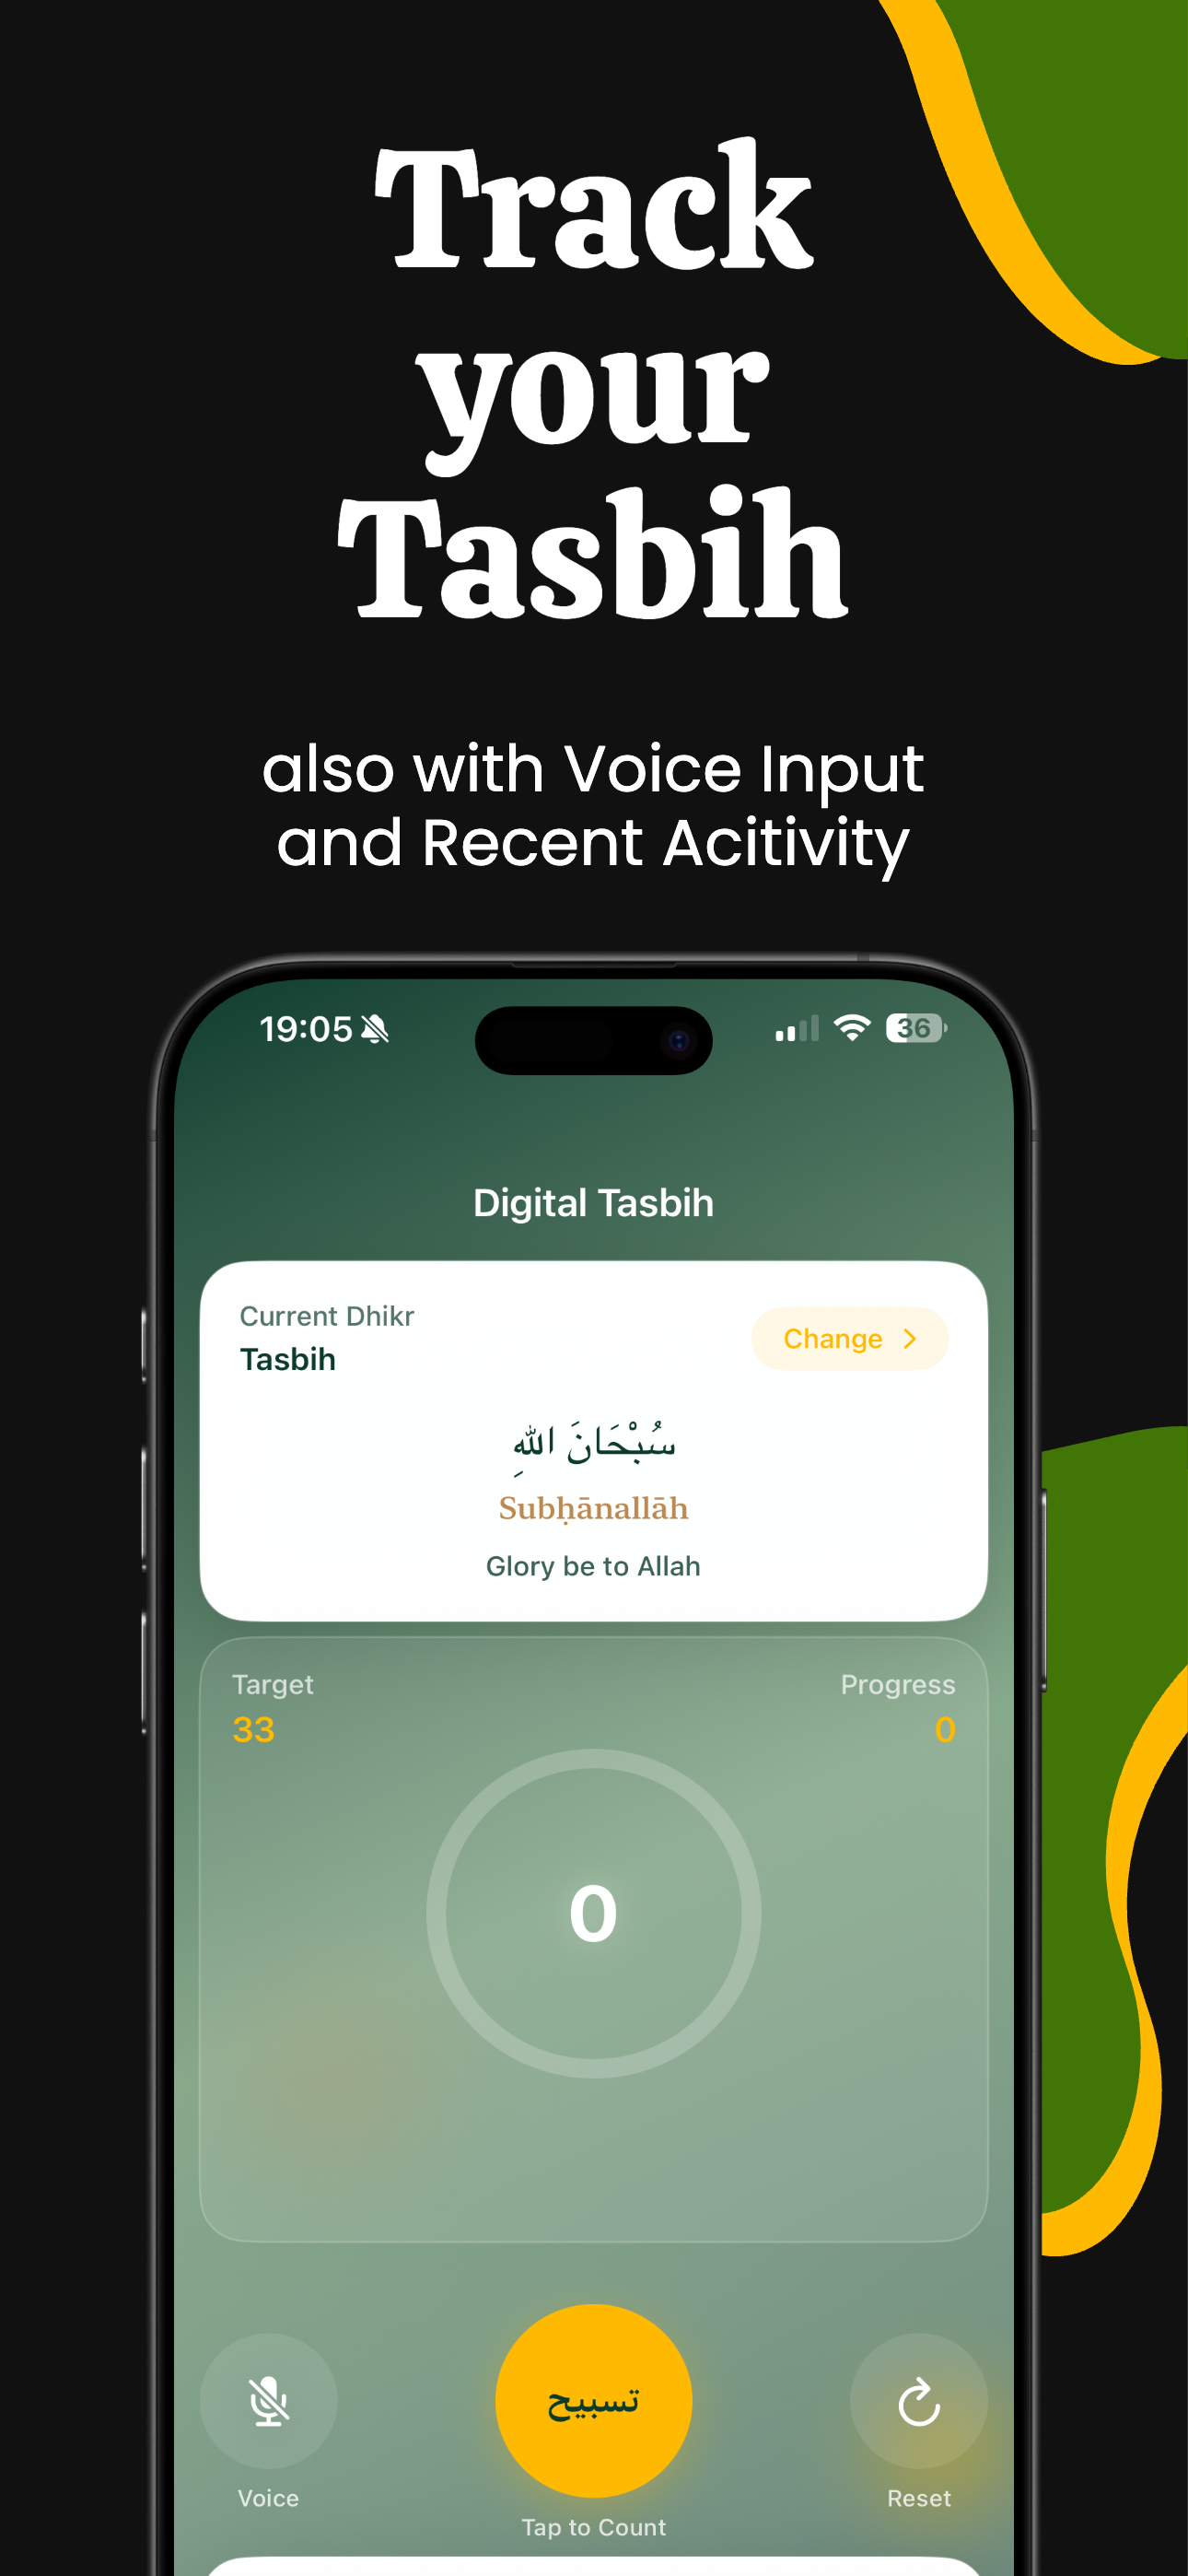 Track
your
Tasbih
also with Voice Input
and Recent Acitivity
19:05 36
Digital Tasbih
Current Dhikr
Tasbih
Change
سُبْحَانَ اللهِ
Subḥānallāh
Glory be to Allah
Target Progress
33 0
0
تسبيح
Voice Reset
Tap to Count